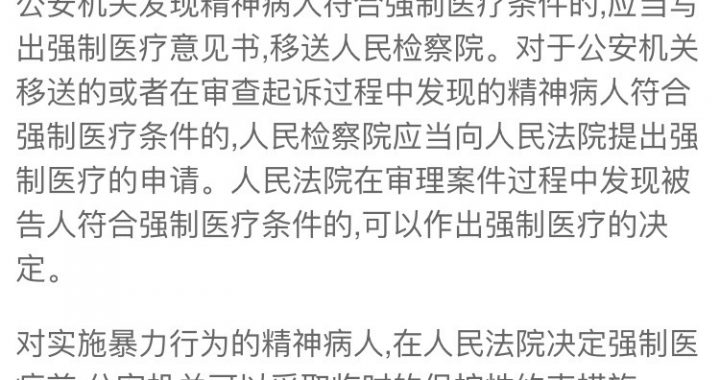 公安机关发现精神病人符合强制医疗条件的,应当写
出强制医疗意见书,移送人民检察院。对于公安机关
移送的或者在审查起诉过程中发现的精神病人符合
强制医疗条件的,人民检察院应当向人民法院提出强
制医疗的申请。人民法院在审理案件过程中发现被
告人符合强制医疗条件的,可以作出强制医疗的决
定。
对实施暴力行为的精神病人,在人民法院决定强制医
疗前,公安机关可以采取临时的保护性约束措施。